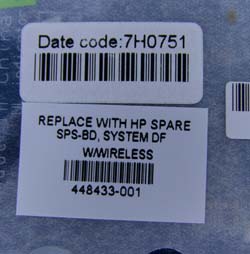 Date code:7H0751
REPLACE WITH HP SPARE
SPS-BD, SYSTEM DF
W/WIRELESS
448433-001